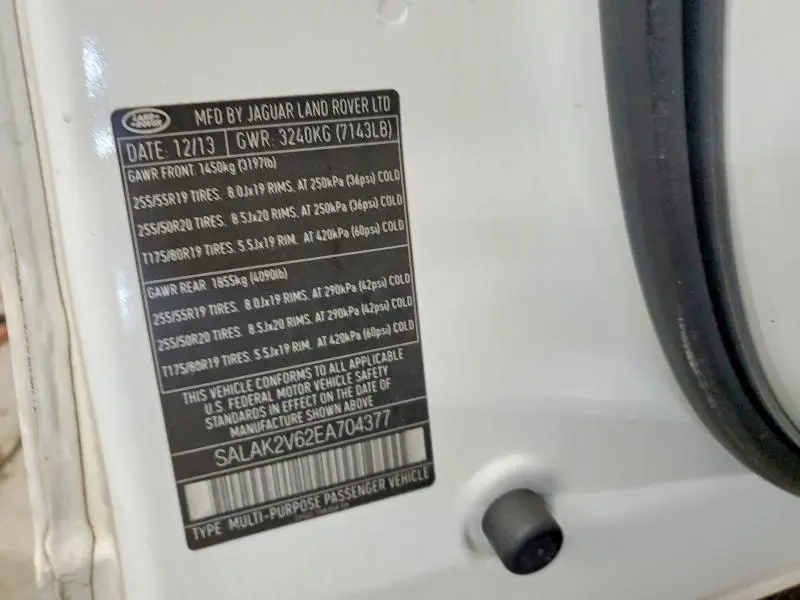 LAND ROVER
MFD BY JAGUAR LAND ROVER LTD
DATE: 12/13 GWR: 3240KG (7143LB)
GAWR FRONT: 1450kg (3197lb)
255/55R19 TIRES. 8.0Jx19 RIMS. AT 250kPa (36psi) COLD
255/50R20 TIRES. 8.5Jx20 RIMS. AT 250kPa (36psi) COLD
T175/80R19 TIRES. 5.5Jx19 RIM. AT 420kPa (60psi) COLD
GAWR REAR: 1855kg (4090lb)
255/55R19 TIRES. 8.0Jx19 RIMS. AT 290kPa (42psi) COLD
255/50R20 TIRES. 8.5Jx20 RIMS. AT 290kPa (42psi) COLD
T175/80R19 TIRES. 5.5Jx19 RIM. AT 420kPa (60psi) COLD
THIS VEHICLE CONFORMS TO ALL APPLICABLE
U.S. FEDERAL MOTOR VEHICLE SAFETY
STANDARDS IN EFFECT ON THE DATE OF
MANUFACTURE SHOWN ABOVE
SALAK2V62EA704377
TYPE: MULTI-PURPOSE PASSENGER VEHICLE